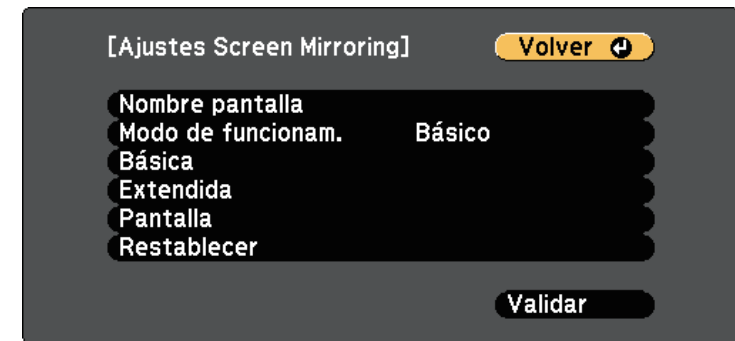 [Ajustes Screen Mirroring] Volver
Nombre pantalla
Modo de funcionam. Básico
Básica
Extendida
Pantalla
Restablecer
Validar